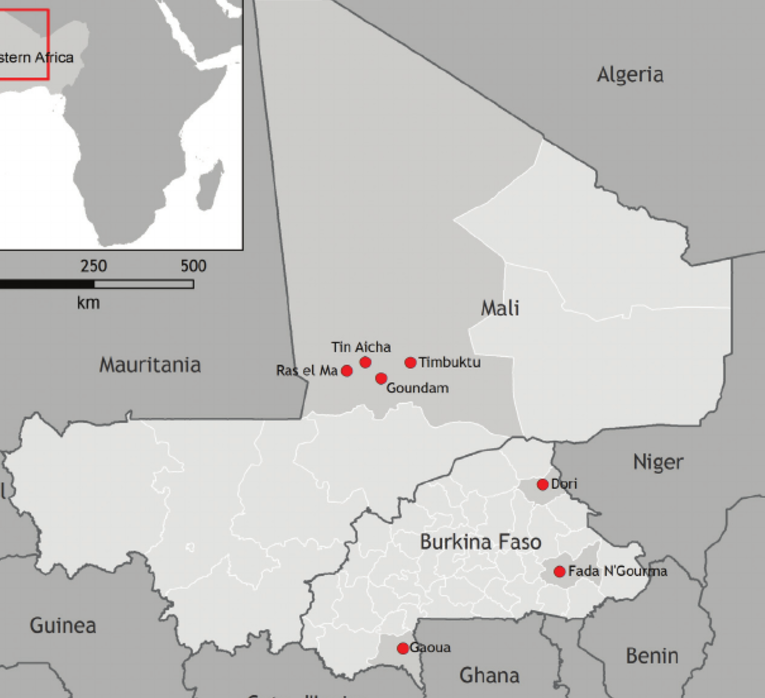 stern Africa
Algeria
250
500
km
Mali
Tin Aicha
Timbuktu
Ras el Ma
Goundam
Mauritania
Niger
Dori
Burkina Faso
Fada N'Gourma
Guinea
Gaoua
Benin
Ghana